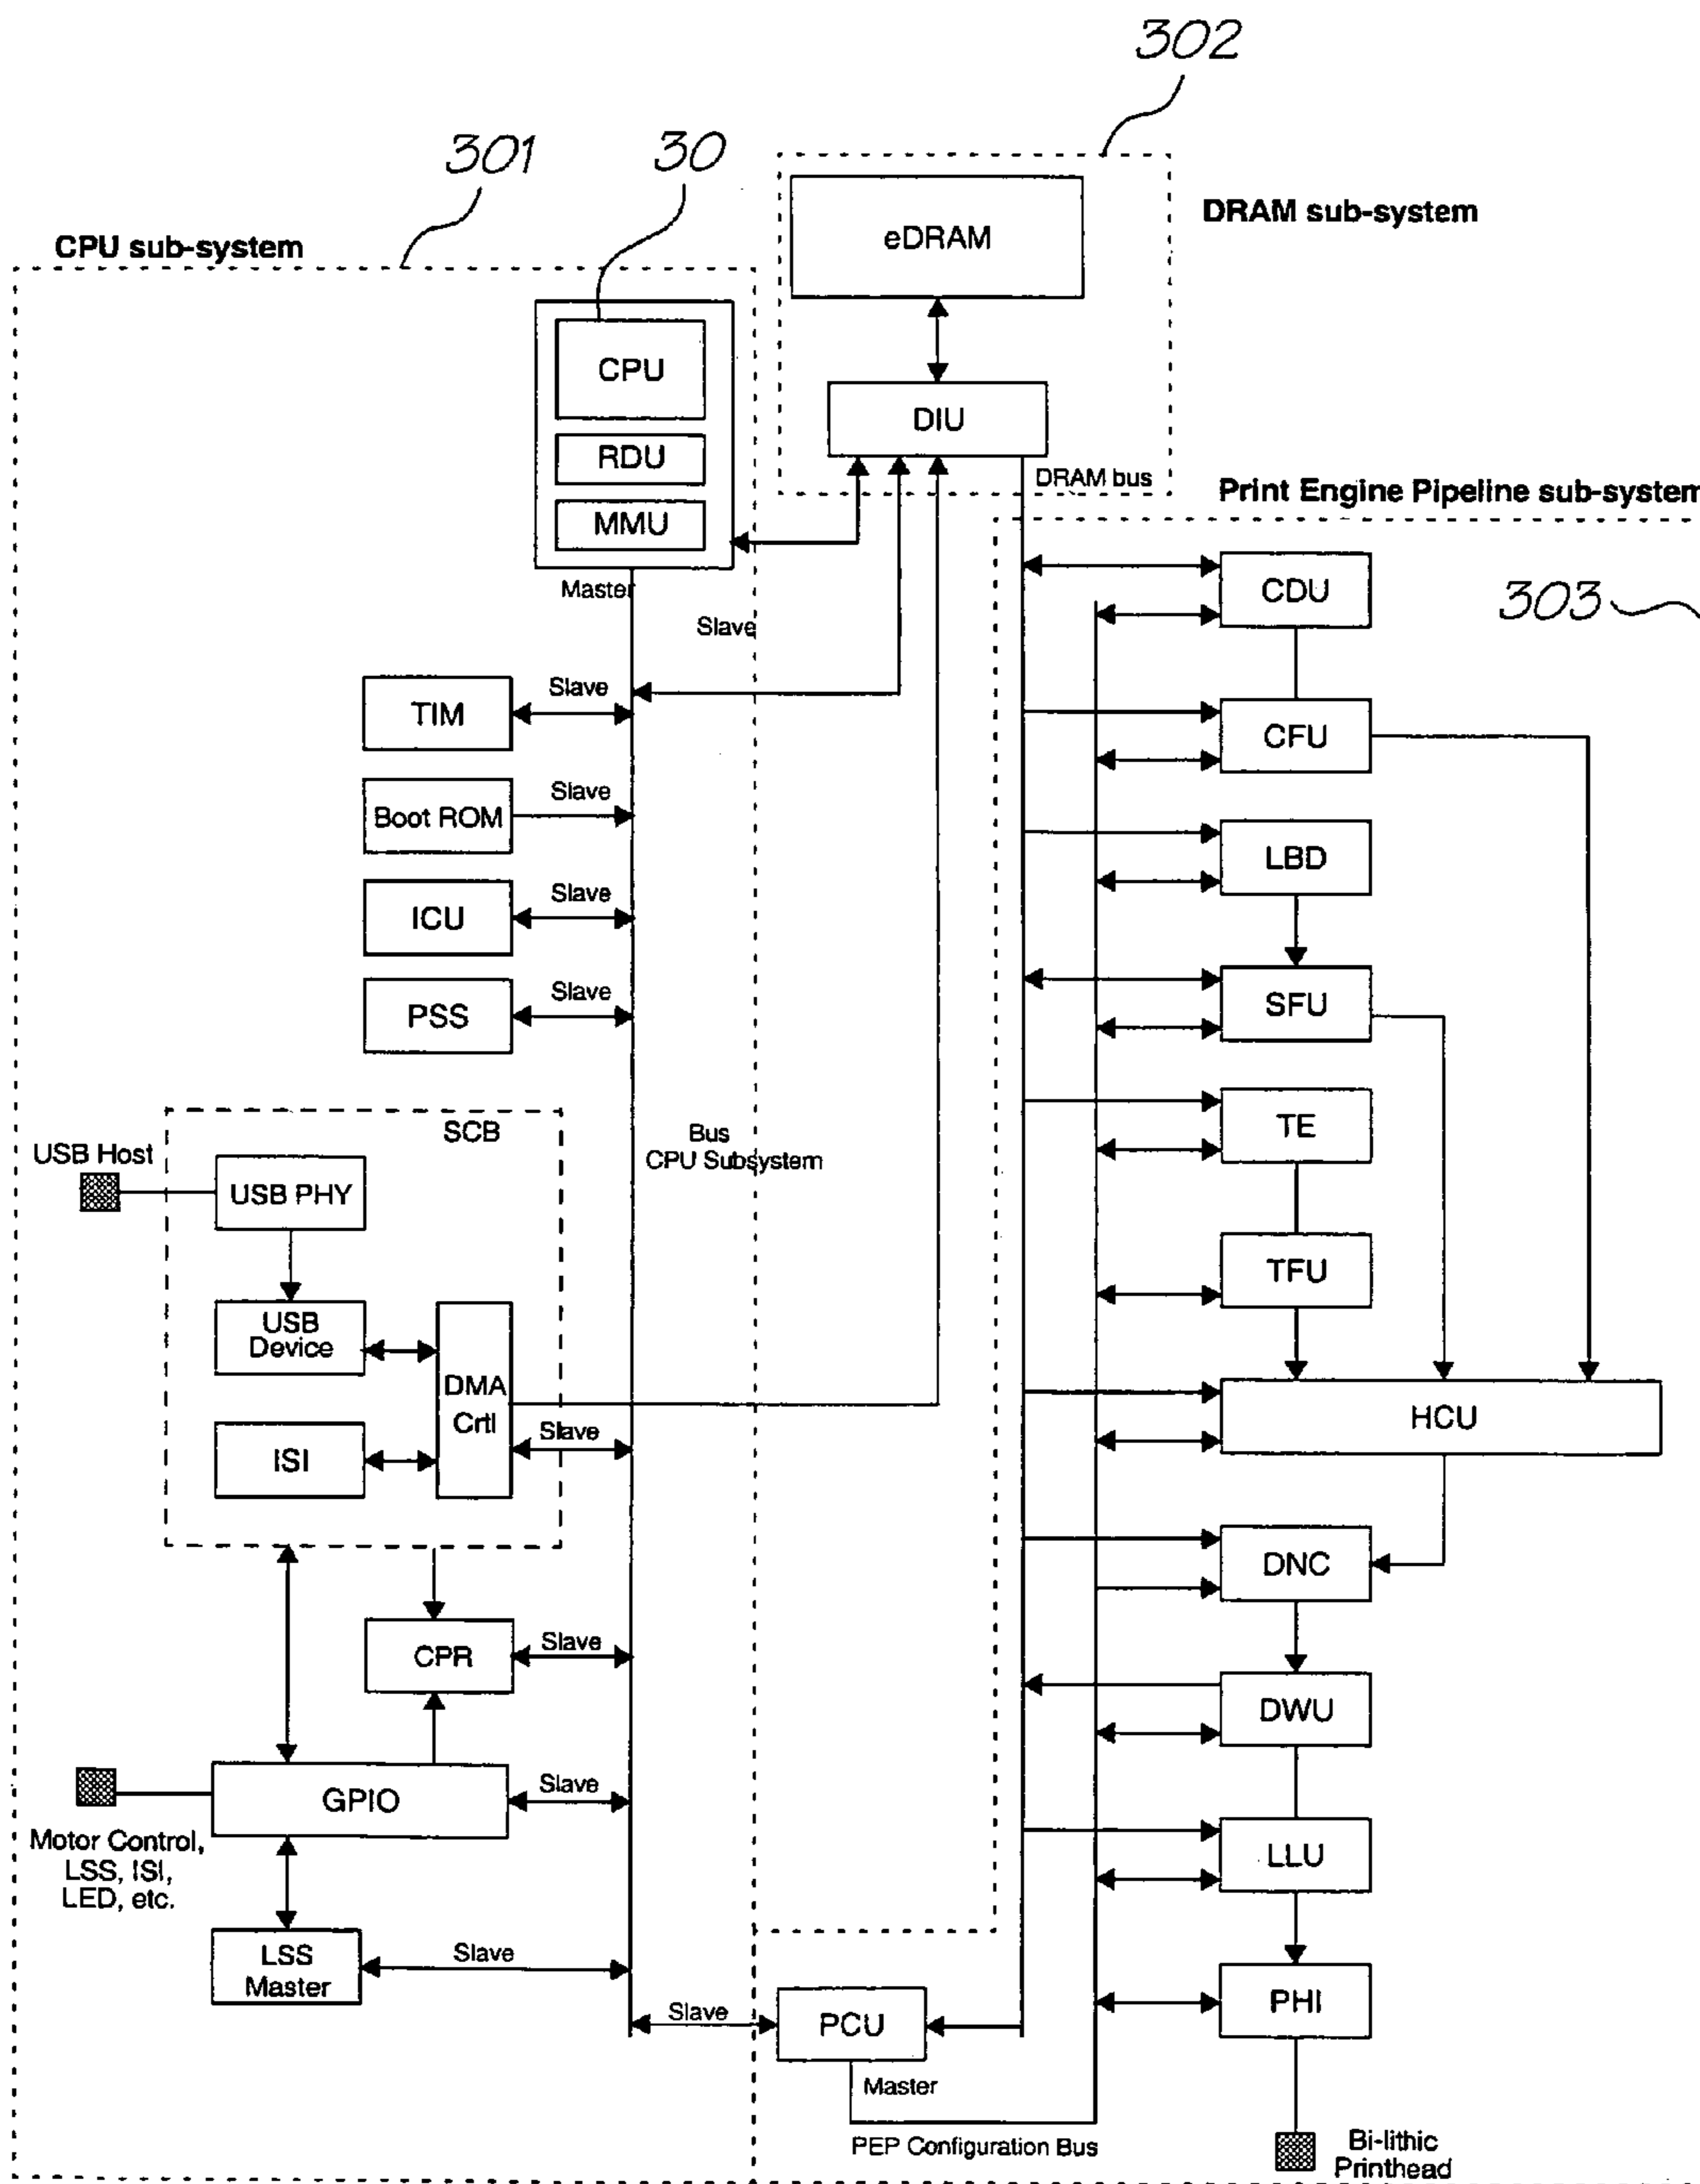 302
301
30
DRAM sub-system
CPU sub-system
eDRAM
CPU
DIU
RDU
MMU
DRAM bus
Print Engine Pipeline sub-system
Master
Slave
CDU
303
TIM
Slave
CFU
Boot ROM
Slave
LBD
ICU
Slave
SFU
PSS
Slave
TE
SCB
Bus
CPU Subsystem
USB Host
USB PHY
TFU
USB
Device
DMA
Crtl
Slave
HCU
ISI
DNC
CPR
Slave
DWU
GPIO
Slave
Motor Control,
LSS, ISI,
LED, etc.
LLU
LSS
Master
Slave
PHI
Slave
PCU
Master
PEP Configuration Bus
Bi-lithic
Printhead